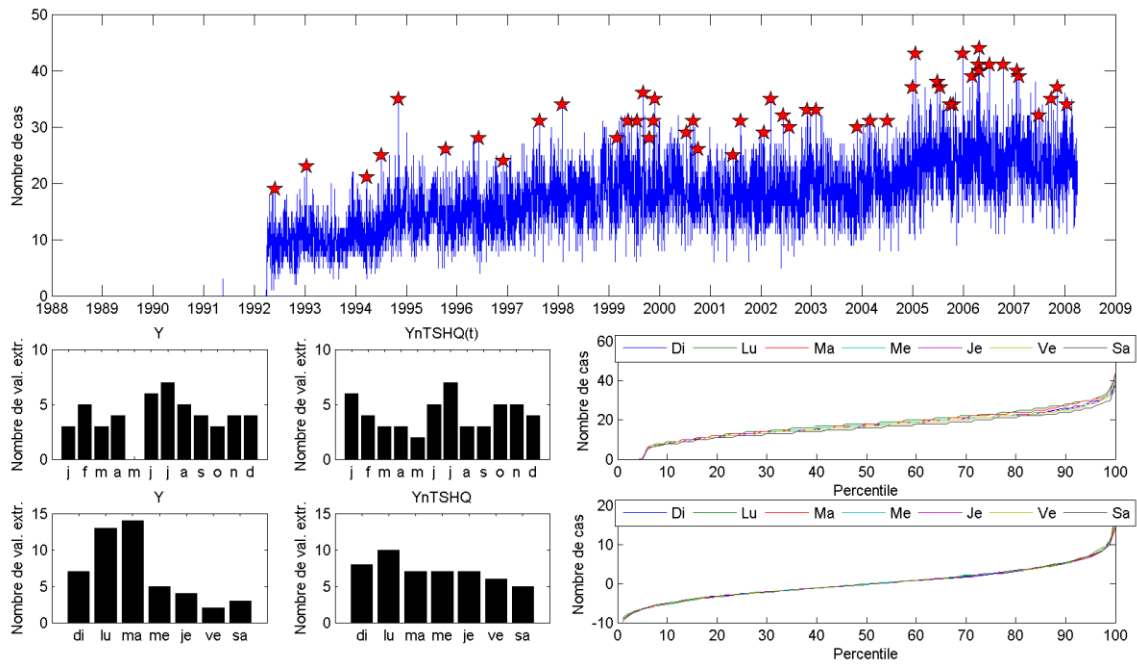 50
40
30
20
10
0
Nombre de cas
1988 1989 1990 1991 1992 1993 1994 1995 1996 1997 1998 1999 2000 2001 2002 2003 2004 2005 2006 2007 2008 2009
Y
10
5
0
Nombre de val. extr.
j f m a m j j a s o n d
YnTSHQ(t)
10
5
0
Nombre de val. extr.
j f m a m j j a s o n d
60
40
20
0
Nombre de cas
Di Lu Ma Me Je Ve Sa
0 10 20 30 40 50 60 70 80 90 100
Percentile
Y
15
10
5
0
Nombre de val. extr.
di lu ma me je ve sa
YnTSHQ
15
10
5
0
Nombre de val. extr.
di lu ma me je ve sa
20
10
0
-10
Nombre de cas
Di Lu Ma Me Je Ve Sa
0 10 20 30 40 50 60 70 80 90 100
Percentile